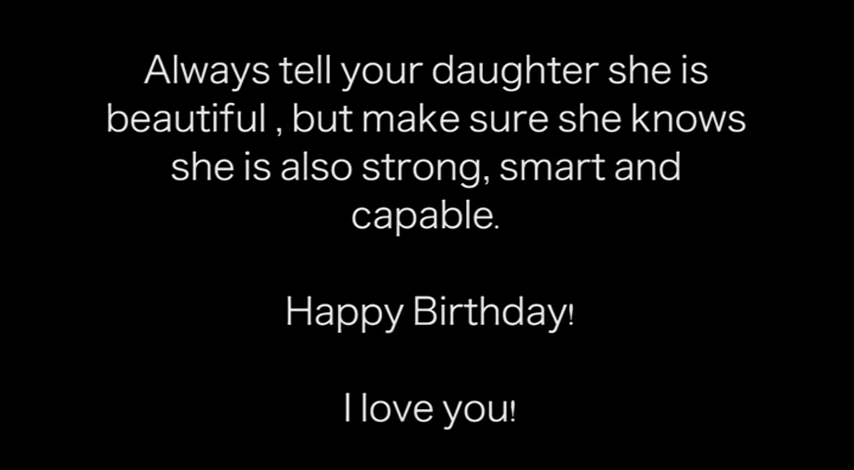 Always tell your daughter she is
beautiful , but make sure she knows
she is also strong, smart and
capable.
Happy Birthday!
I love you!